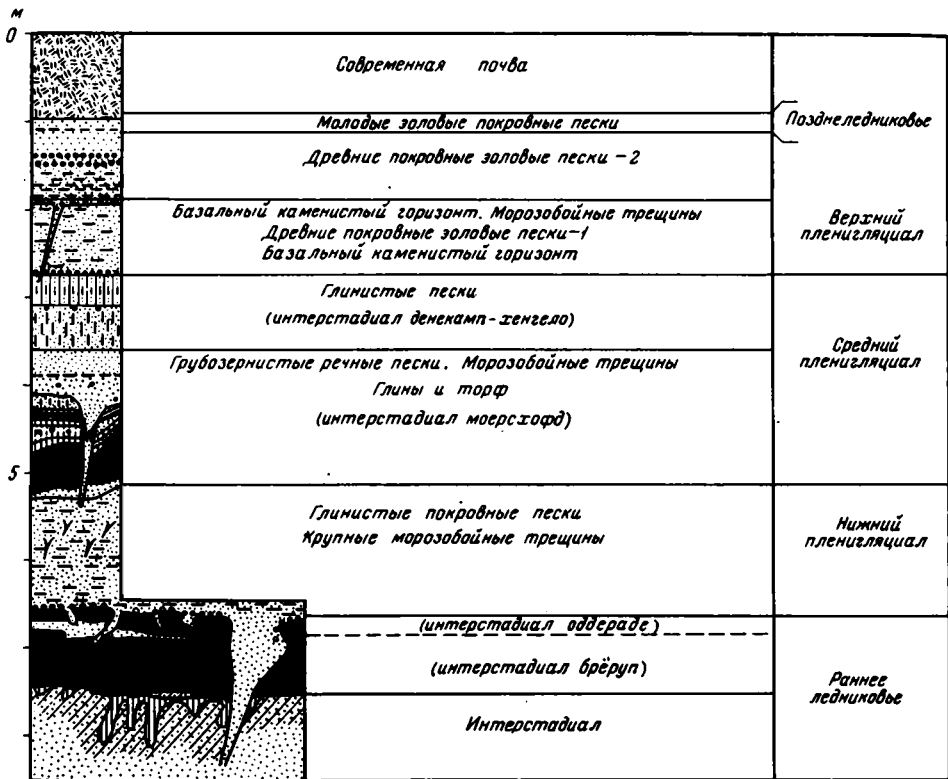 м
0
Современная почва
Молодые эоловые покровные пески
Позднеледниковье
Древние покровные эоловые пески - 2
Базальный каменистый горизонт. Морозобойные трещины
Древние покровные эоловые пески-1
Базальный каменистый горизонт
Верхний
пленигляциал
Глинистые пески
(интерстадиал денекамп-хенгело)
Средний
пленигляциал
Грубозернистые речные пески. Морозобойные трещины
Глины и торф
(интерстадиал моерсхофд)
5
Глинистые покровные пески
Крупные морозобойные трещины
Нижний
пленигляциал
(интерстадиал оддераде)
(интерстадиал брёруп)
Раннее
ледниковье
Интерстадиал